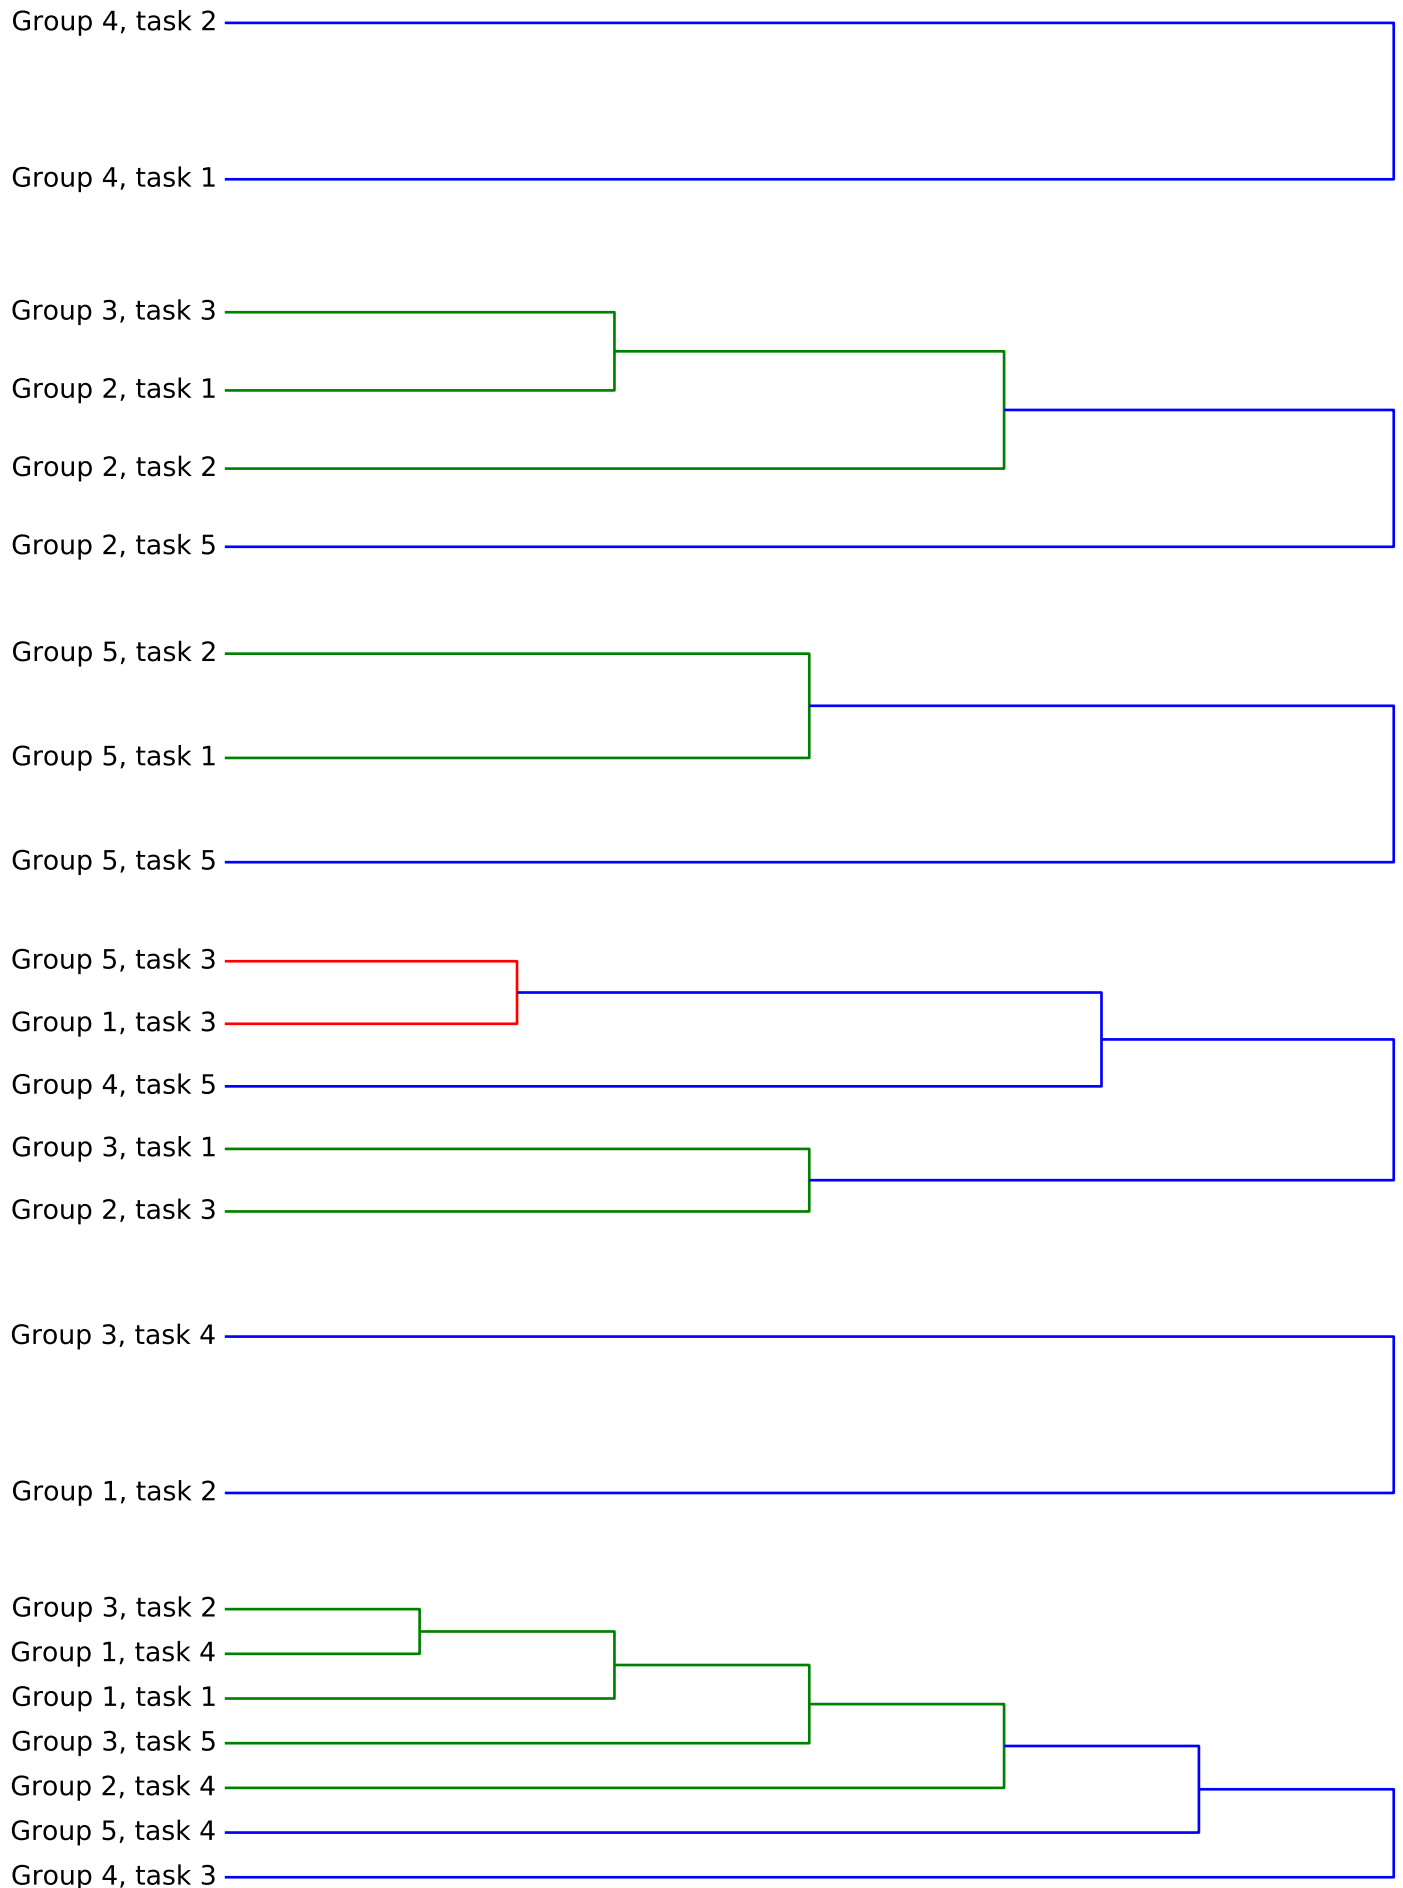 Group 4, task 2
Group 4, task 1
Group 3, task 3
Group 2, task 1
Group 2, task 2
Group 2, task 5
Group 5, task 2
Group 5, task 1
Group 5, task 5
Group 5, task 3
Group 1, task 3
Group 4, task 5
Group 3, task 1
Group 2, task 3
Group 3, task 4
Group 1, task 2
Group 3, task 2
Group 1, task 4
Group 1, task 1
Group 3, task 5
Group 2, task 4
Group 5, task 4
Group 4, task 3